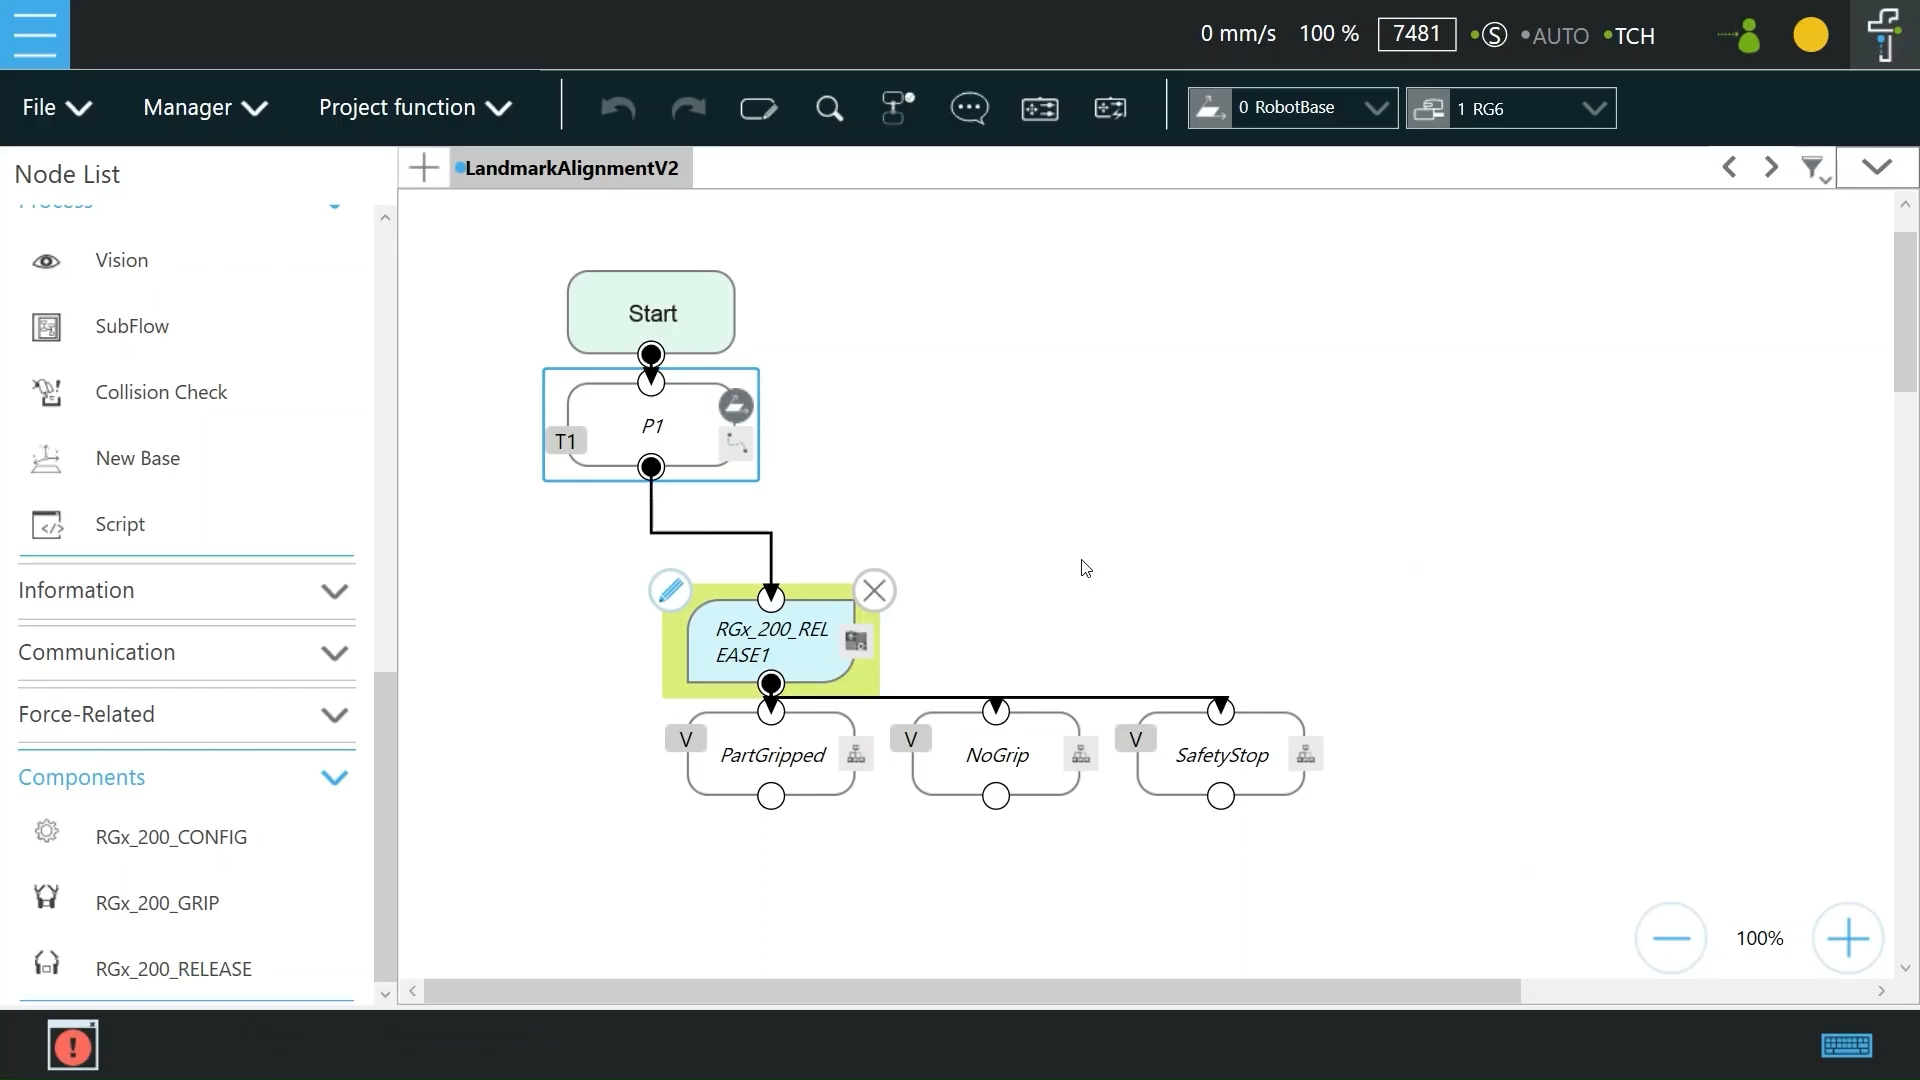 0 mm/s 100 % 7481 S AUTO TCH
File Manager Project function 0 RobotBase 1 RG6
Node List
LandmarkAlignmentV2
Process
Vision
SubFlow
Collision Check
New Base
Script
Information
Communication
Force-Related
Components
RGx_200_CONFIG
RGx_200_GRIP
RGx_200_RELEASE
Start
P1
T1
RGx_200_REL
EASE1
V PartGripped V NoGrip V SafetyStop
100%